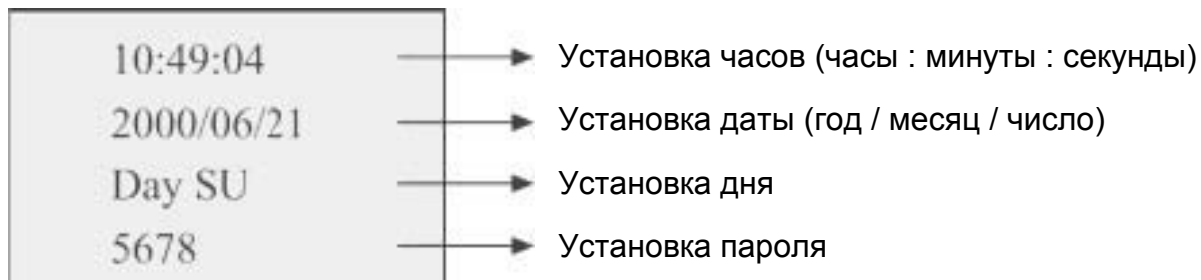 10:49:04 Установка часов (часы : минуты : секунды)
2000/06/21 Установка даты (год / месяц / число)
Day SU Установка дня
5678 Установка пароля